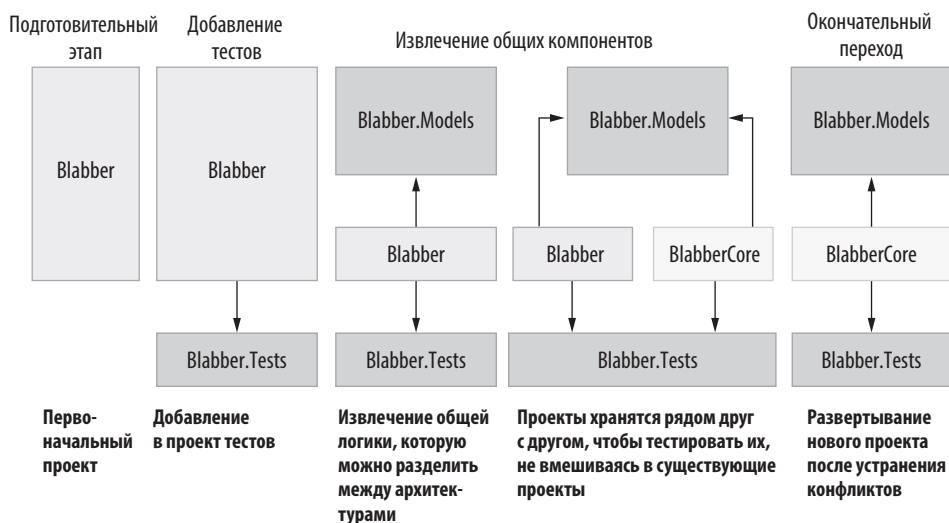 Подготовительный
этап
Добавление
тестов
Извлечение общих компонентов
Окончательный
переход
Blabber
Blabber
Blabber.Models
Blabber.Models
Blabber.Models
Blabber
Blabber
BlabberCore
BlabberCore
Blabber.Tests
Blabber.Tests
Blabber.Tests
Blabber.Tests
Перво-
начальный
проект
Добавление
в проект тестов
Извлечение общей
логики, которую
можно разделить
между архитек-
турами
Проекты хранятся рядом друг
с другом, чтобы тестировать их,
не вмешиваясь в существующие
проекты
Развертывание
нового проекта
после устранения
конфликтов